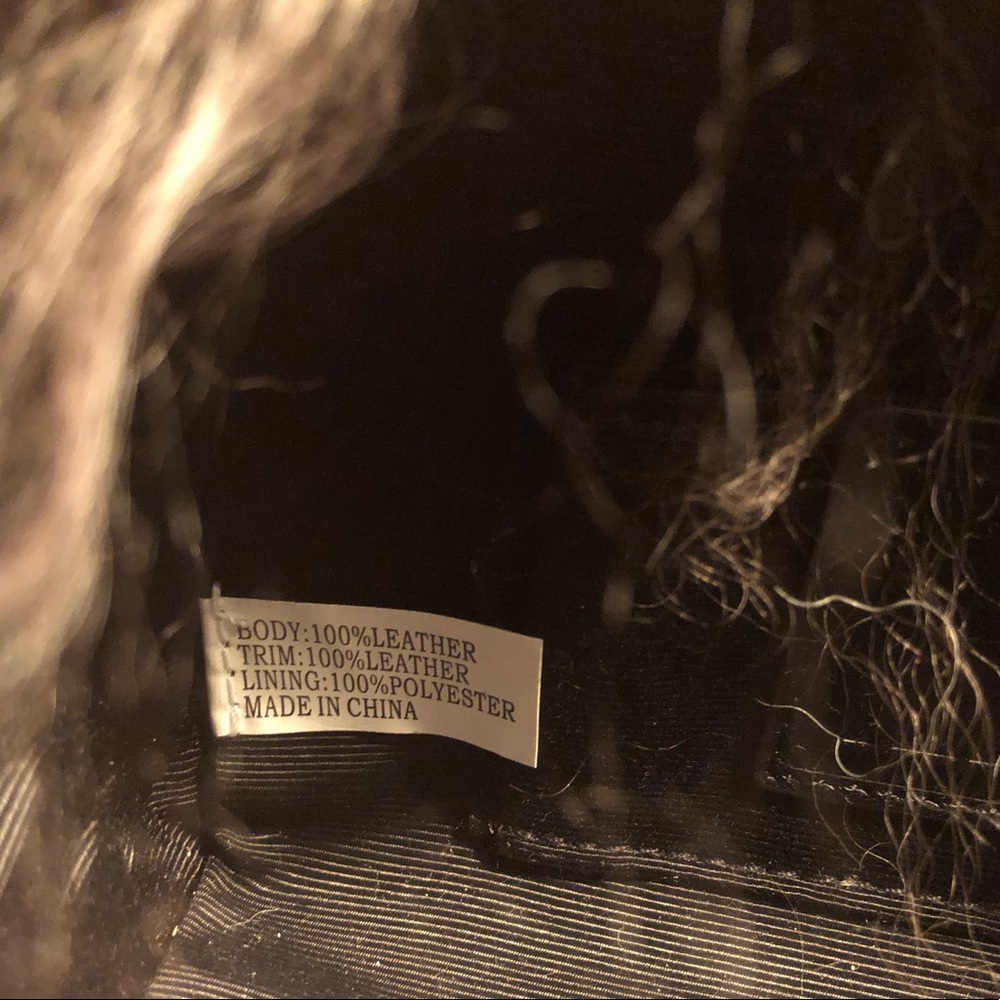 BODY:100%LEATHER
TRIM:100%LEATHER
LINING:100%POLYESTER
MADE IN CHINA